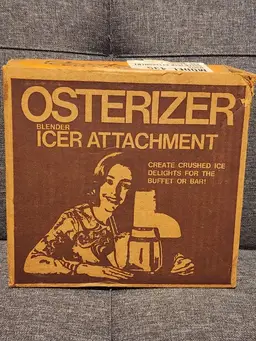 OSTERIZER
BLENDER
ICER ATTACHMENT
CREATE CRUSHED ICE
DELIGHTS FOR THE
BUFFET OR BAR!